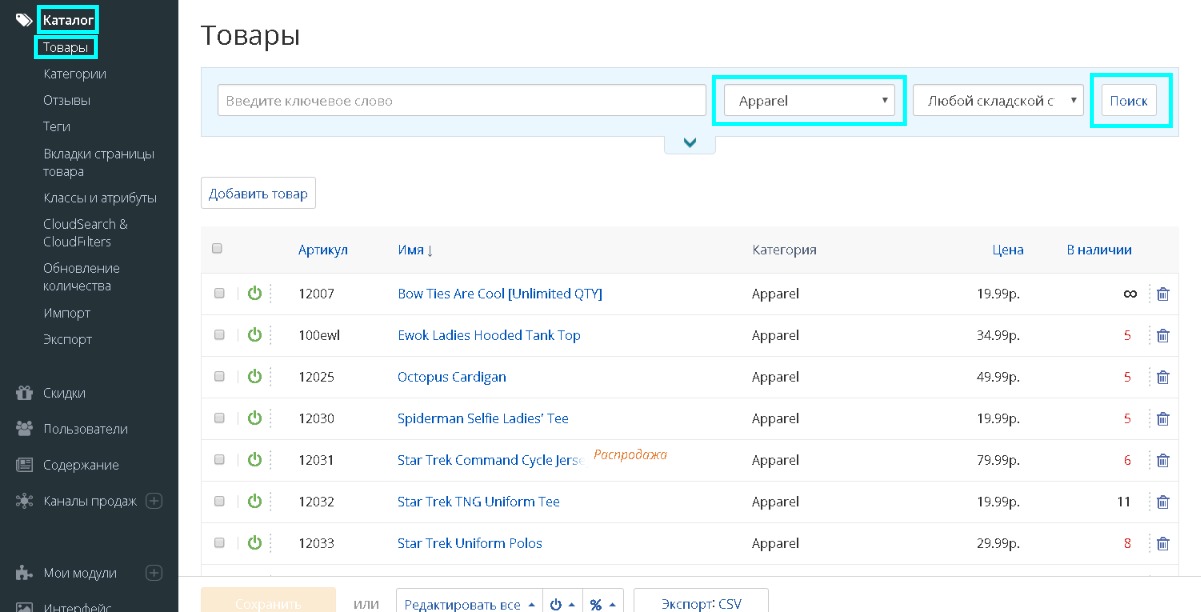 Каталог
Товары
Категории
Отзывы
Теги
Вкладки страницы
товара
Классы и атрибуты
CloudSearch &
CloudFilters
Обновление
количества
Импорт
Экспорт
Скидки
Пользователи
Содержание
Каналы продаж
Мои модули
Интерфейс
Товары
Введите ключевое слово
Apparel
Любой складской с
Поиск
Добавить товар
Артикул Имя ↓ Категория Цена В наличии
12007 Bow Ties Are Cool [Unlimited QTY] Apparel 19.99р. ∞
100ewl Ewok Ladies Hooded Tank Top Apparel 34.99р. 5
12025 Octopus Cardigan Apparel 49.99р. 5
12030 Spiderman Selfie Ladies’ Tee Apparel 19.99р. 5
12031 Star Trek Command Cycle Jerse Распродажа Apparel 79.99р. 6
12032 Star Trek TNG Uniform Tee Apparel 19.99р. 11
12033 Star Trek Uniform Polos Apparel 29.99р. 8
Сохранить или Редактировать все % Экспорт: CSV